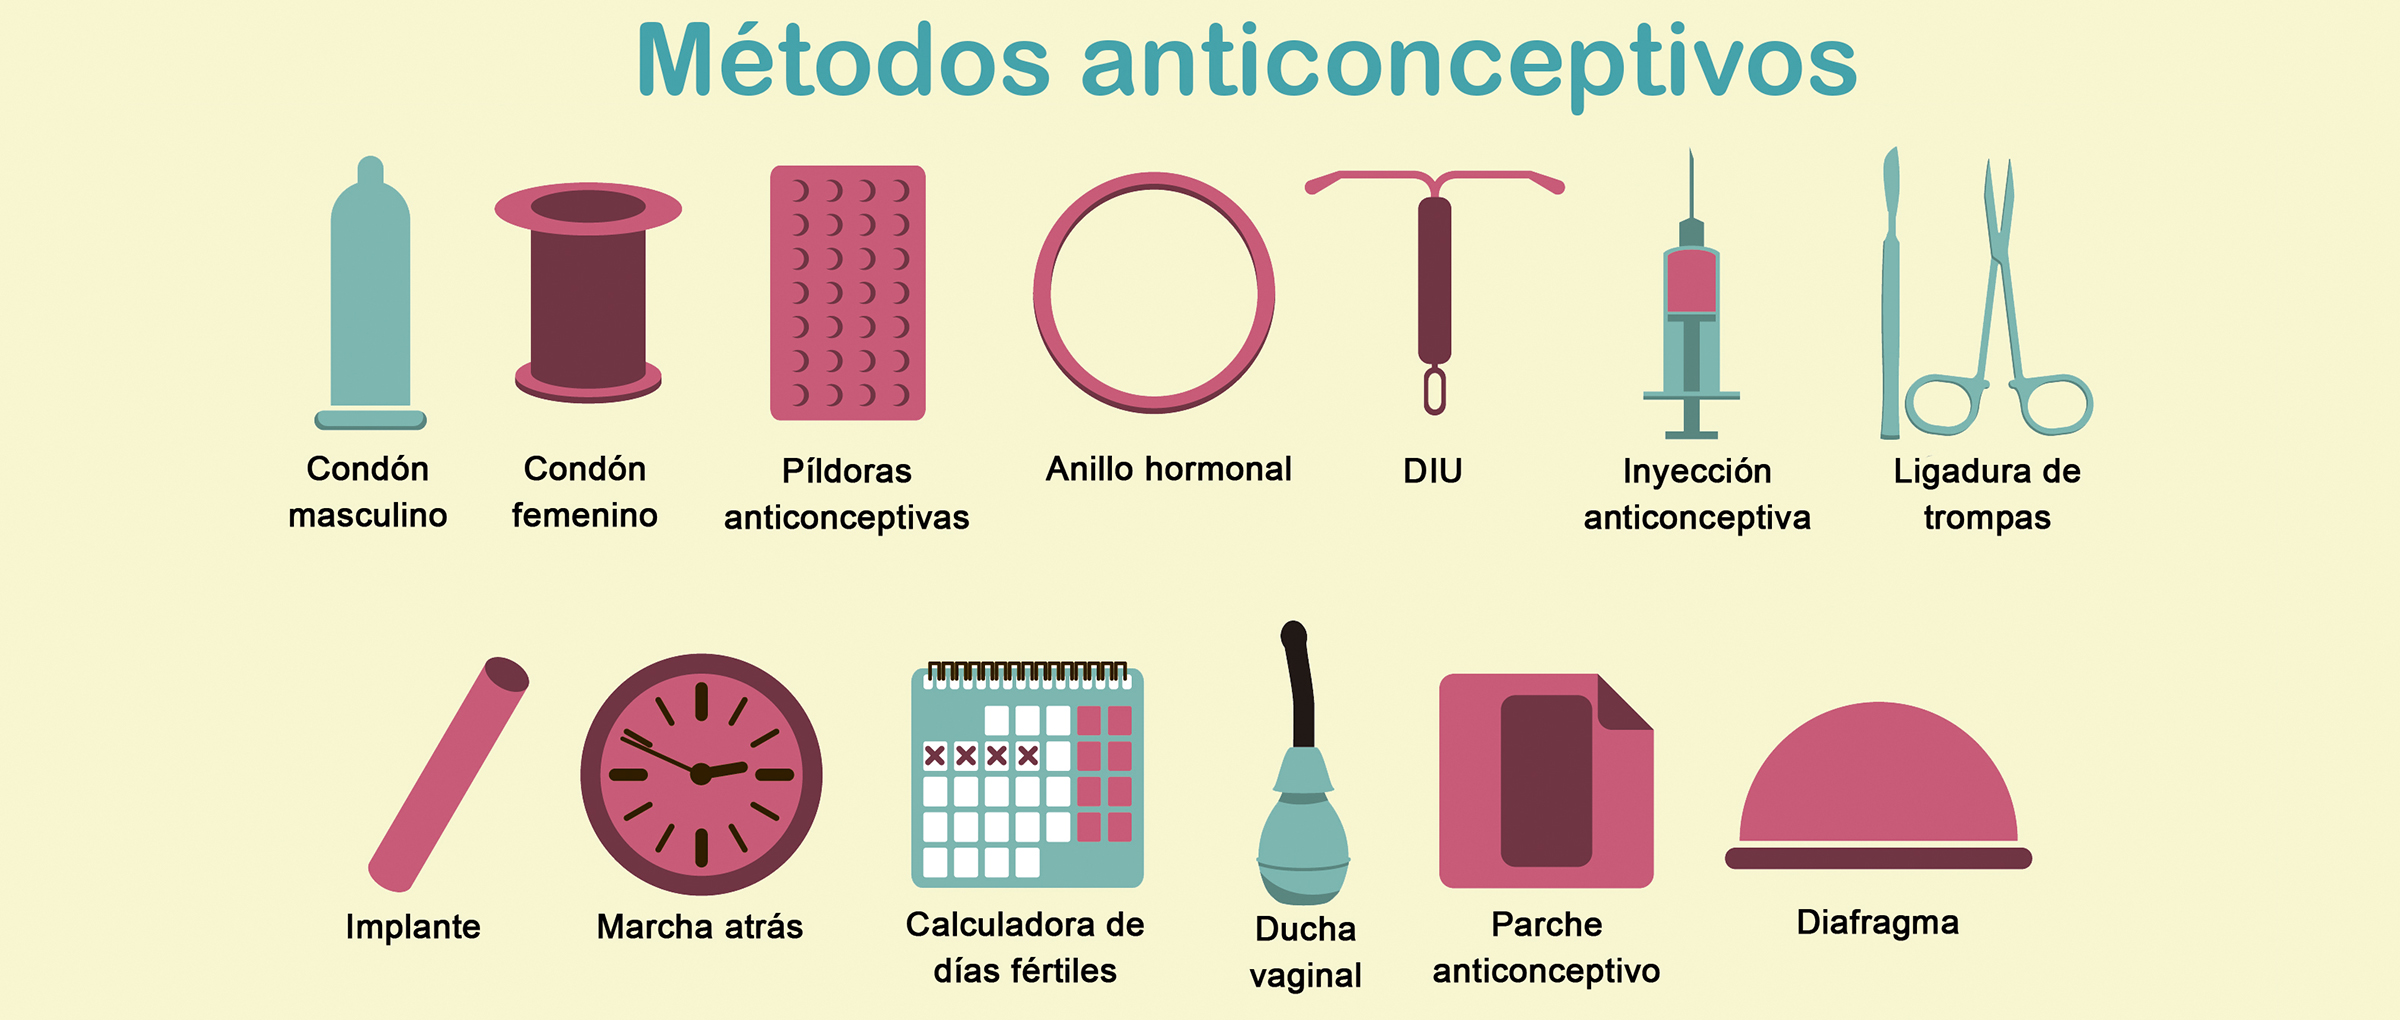 Métodos anticonceptivos
Condón
masculino
Condón
femenino
Píldoras
anticonceptivas
Anillo hormonal
DIU
Inyección
anticonceptiva
Ligadura de
trompas
Implante
Marcha atrás
Calculadora de
días fértiles
Ducha
vaginal
Parche
anticonceptivo
Diafragma